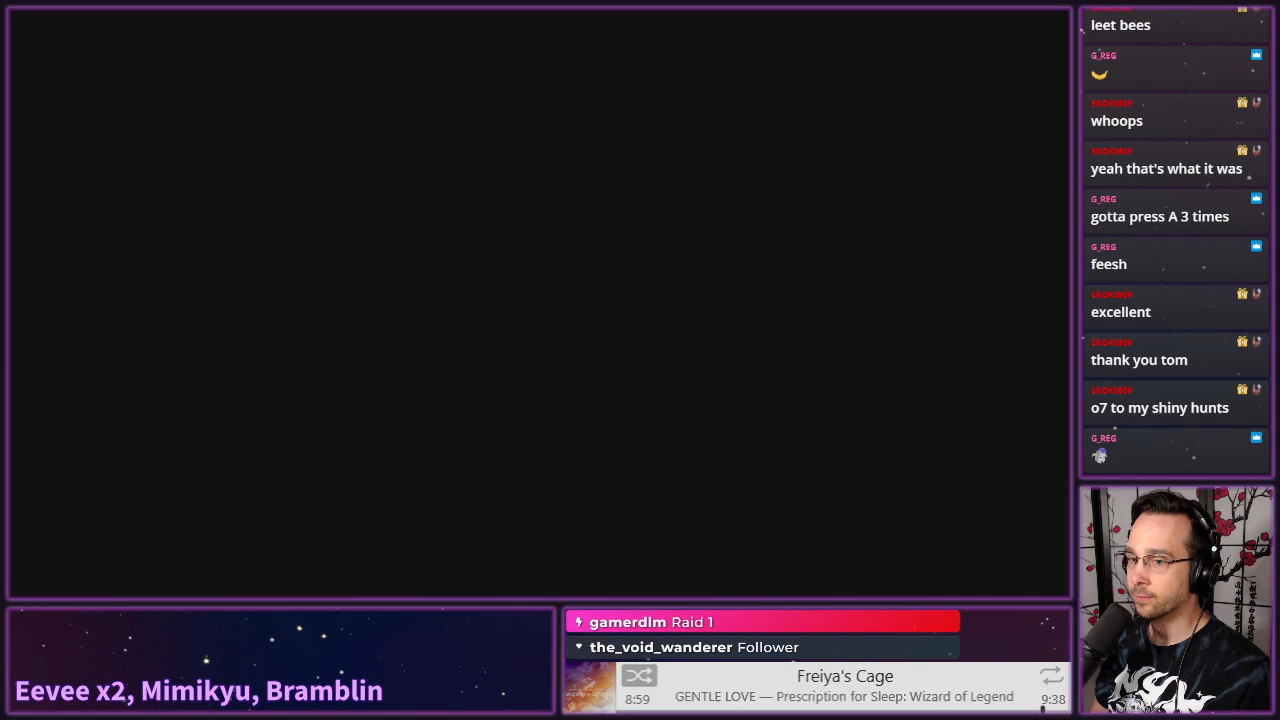 leet bees
G_REG
whoops
yeah that's what it was
G_REG
gotta press A 3 times
G_REG
feesh
excellent
thank you tom
o7 to my shiny hunts
G_REG
Eevee x2, Mimikyu, Bramblin
gamerdlm Raid 1
the_void_wanderer Follower
Freiya's Cage
8:59
GENTLE LOVE — Prescription for Sleep: Wizard of Legend
9:38